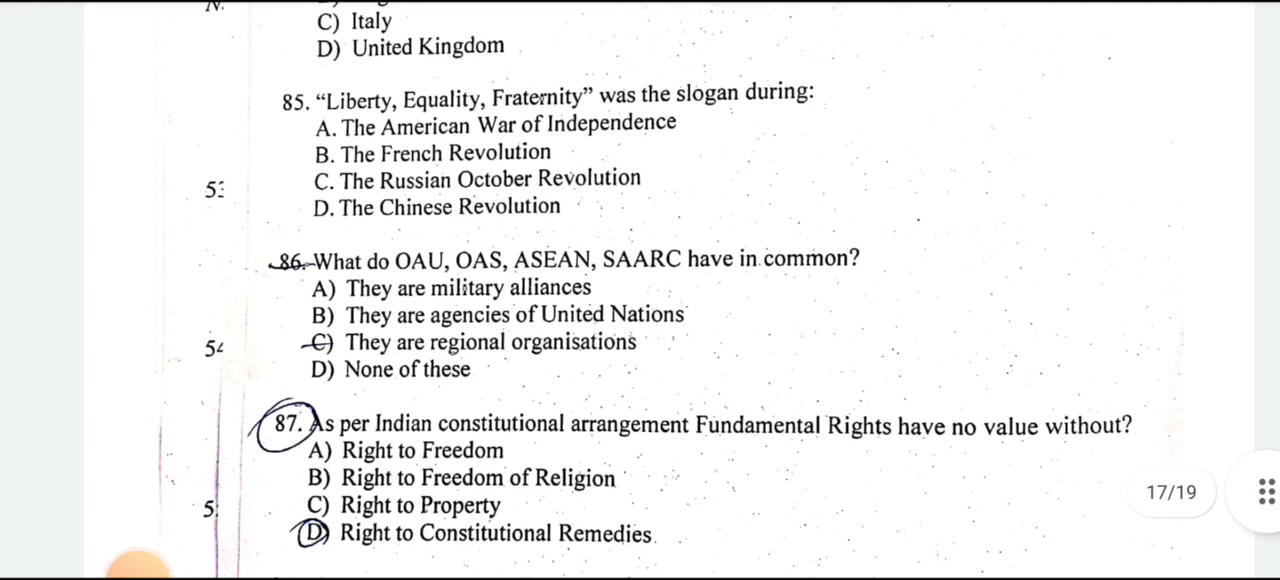 C) Italy
D) United Kingdom
85. “Liberty, Equality, Fraternity” was the slogan during:
A. The American War of Independence
B. The French Revolution
53
C. The Russian October Revolution
D. The Chinese Revolution
86. What do OAU, OAS, ASEAN, SAARC have in common?
A) They are military alliances
B) They are agencies of United Nations
54
C) They are regional organisations
D) None of these
87. As per Indian constitutional arrangement Fundamental Rights have no value without?
A) Right to Freedom
B) Right to Freedom of Religion
17/19
5
C) Right to Property
D) Right to Constitutional Remedies.